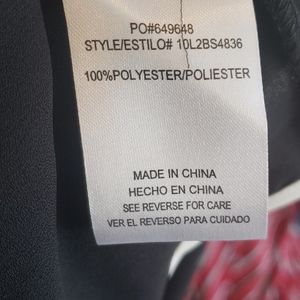 PO#649648
STYLE/ESTILO# 10L2BS4836
100%POLYESTER/POLIESTER
MADE IN CHINA
HECHO EN CHINA
SEE REVERSE FOR CARE
VER EL REVERSO PARA CUIDADO